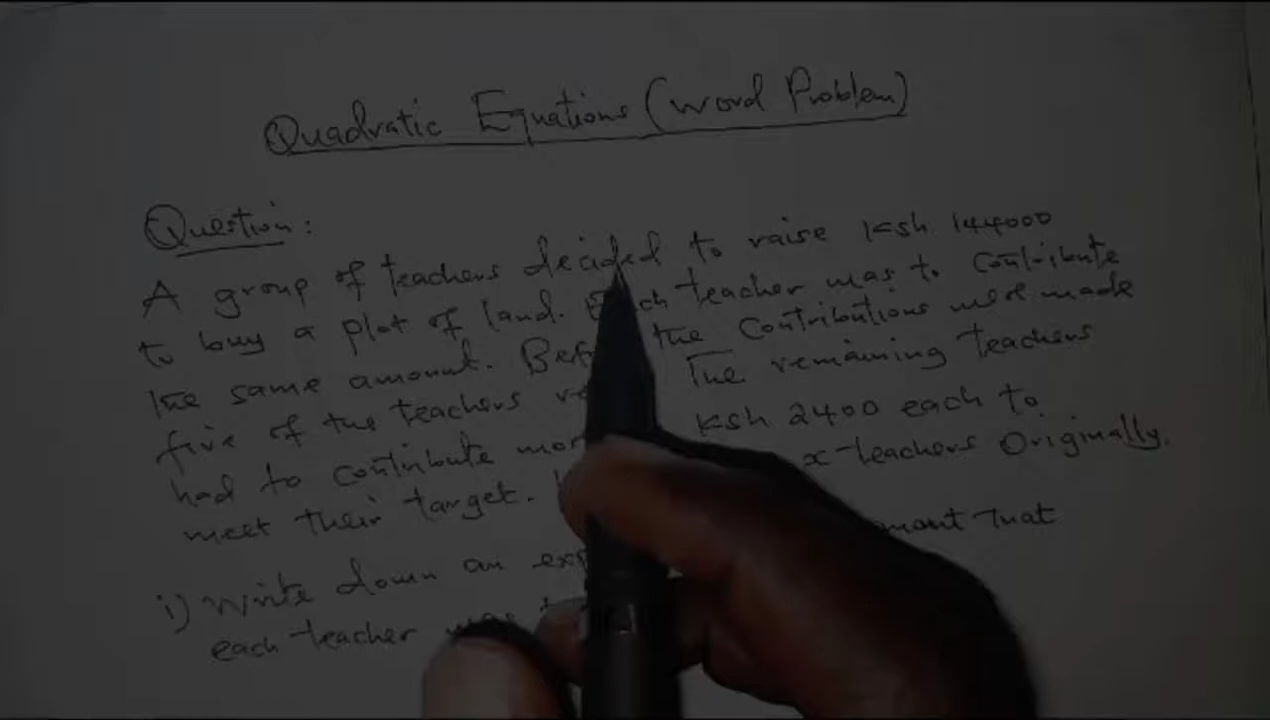 Quadratic Equations (Word Problem)
Question:
A group of teachers decided to raise Ksh 144000
to buy a plot of land. teacher was to contribute
the same amount. the contributions were made
five of the teachers The remaining teachers
had to contribute Ksh 2400 each to
meet their target. x teachers Originally.
i) Write down an that
each teacher was